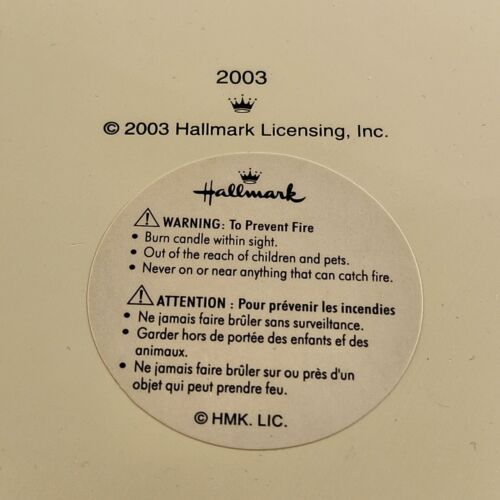 2003
© 2003 Hallmark Licensing, Inc.
Hallmark
WARNING: To Prevent Fire
• Burn candle within sight.
• Out of the reach of children and pets.
• Never on or near anything that can catch fire.
ATTENTION : Pour prévenir les incendies
• Ne jamais faire brûler sans surveiltance.
• Garder hors de portée des enfants ef des
animaux.
• Ne jamais faire brûler sur ou près d'un
objet qui peut prendre feu.
© HMK. LIC.